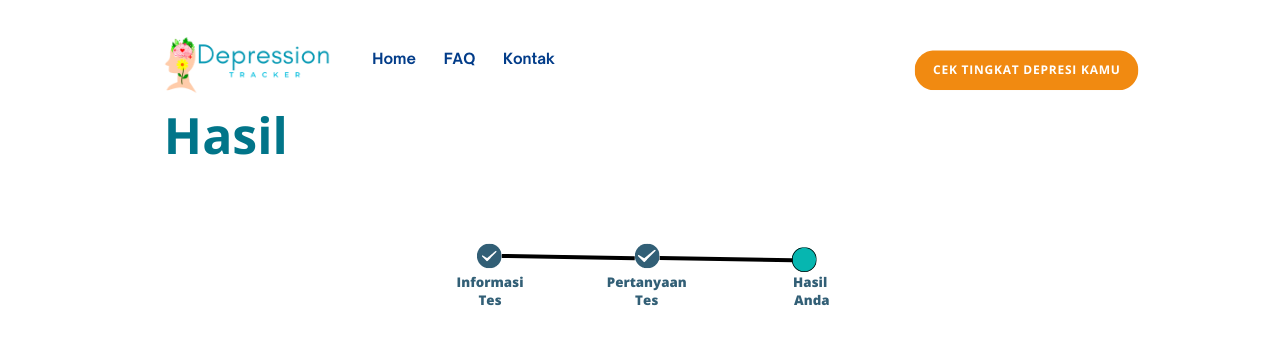 Depression
TRACKER
Home
FAQ
Kontak
CEK TINGKAT DEPRESI KAMU
Hasil
Informasi
Tes
Pertanyaan
Tes
Hasil
Anda